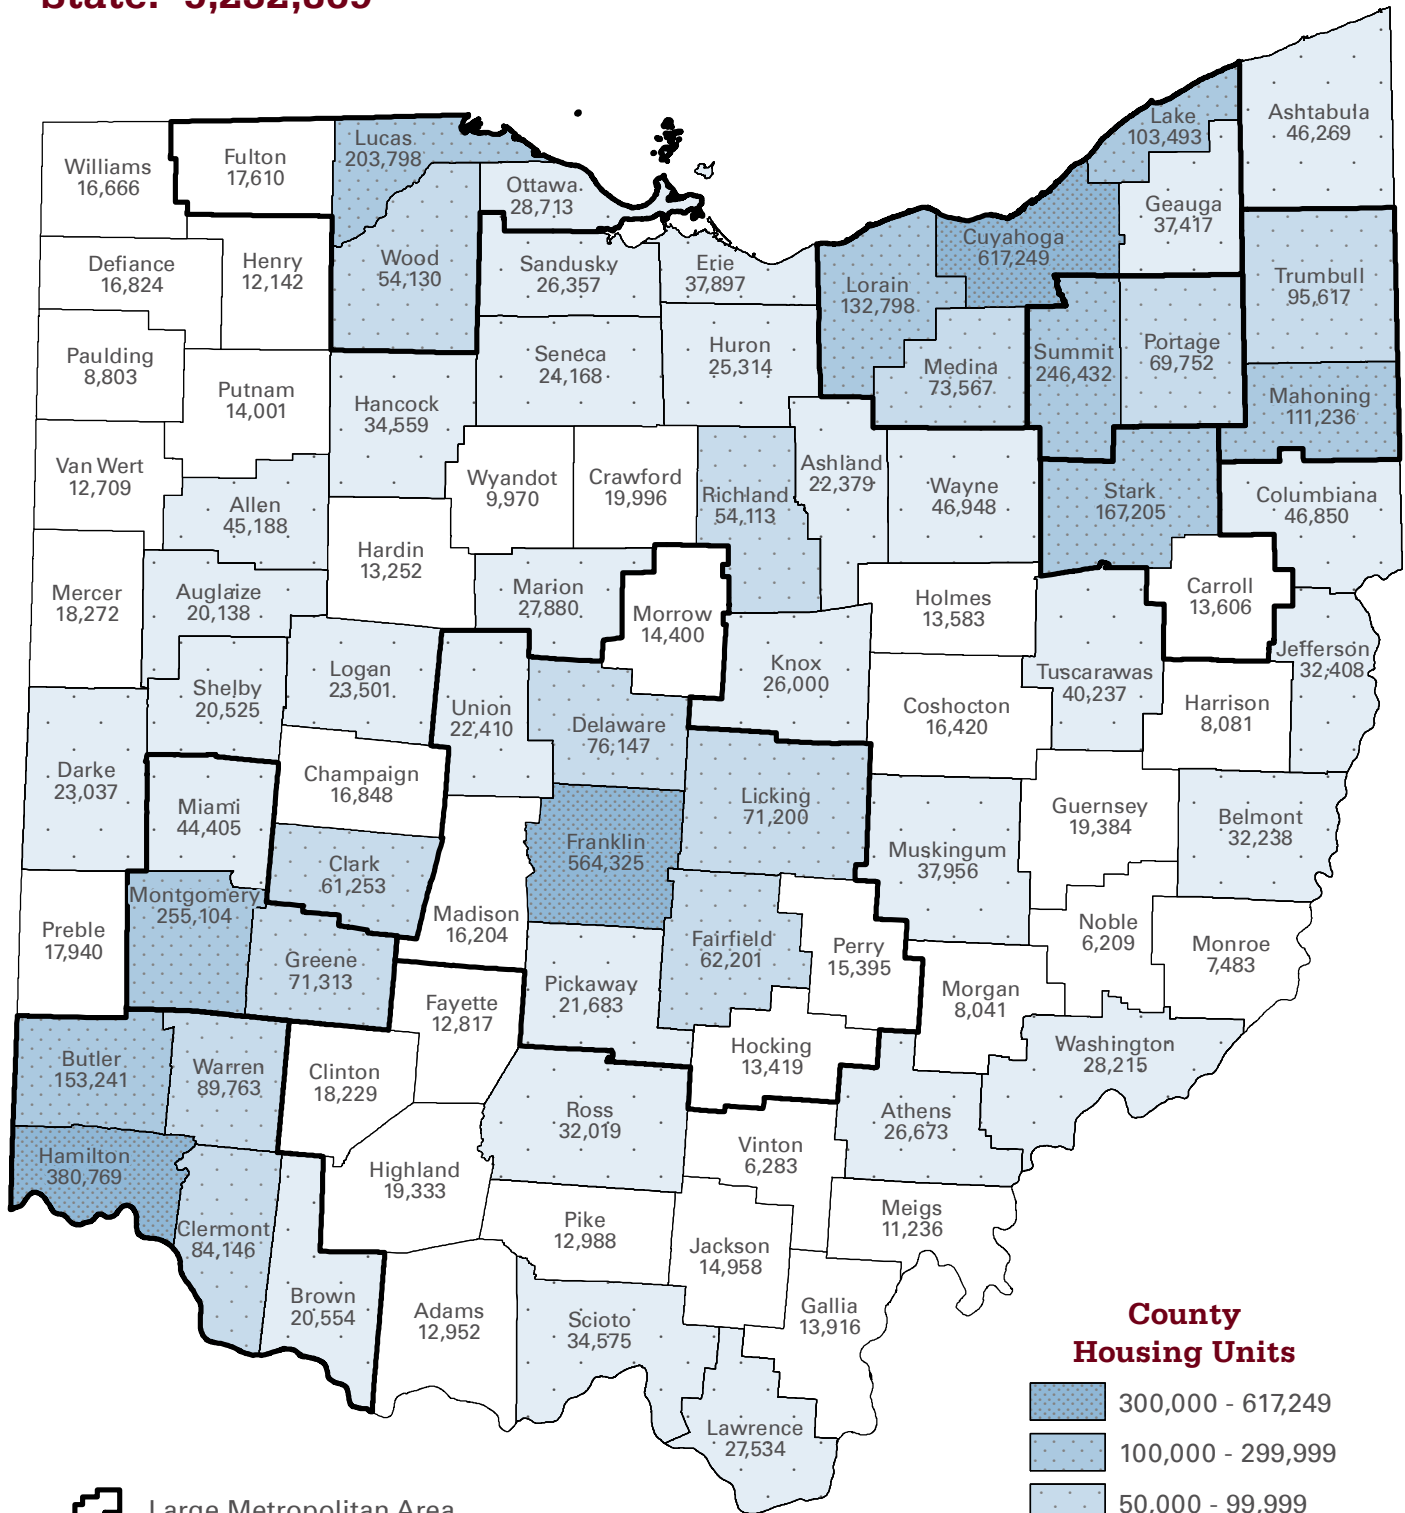 State: 5,232,869
Ashtabula
46,269
Lake
103,493
Lucas
203,798
Fulton
17,610
Williams
16,666
Ottawa
28,713
Geauga
37,417
Cuyahoga
617,249
Wood
54,130
Henry
12,142
Defiance
16,824
Sandusky
26,357
Erie
37,897
Lorain
132,798
Trumbull
95,617
Paulding
8,803
Putnam
14,001
Seneca
24,168
Huron
25,314
Medina
73,567
Summit
246,432
Portage
69,752
Hancock
34,559
Mahoning
111,236
Van Wert
12,709
Allen
45,188
Wyandot
9,970
Crawford
19,996
Richland
54,113
Ashland
22,379
Wayne
46,948
Stark
167,205
Columbiana
46,850
Hardin
13,252
Mercer
18,272
Auglaize
20,138
Marion
27,880
Morrow
14,400
Holmes
13,583
Carroll
13,606
Jefferson
32,408
Shelby
20,525
Logan
23,501
Union
22,410
Knox
26,000
Tuscarawas
40,237
Delaware
76,147
Coshocton
16,420
Harrison
8,081
Darke
23,037
Champaign
16,848
Miami
44,405
Licking
71,200
Guernsey
19,384
Belmont
32,238
Clark
61,253
Franklin
564,325
Muskingum
37,956
Montgomery
255,104
Madison
16,204
Preble
17,940
Greene
71,313
Fairfield
62,201
Perry
15,395
Noble
6,209
Monroe
7,483
Fayette
12,817
Pickaway
21,683
Morgan
8,041
Butler
153,241
Warren
89,763
Clinton
18,229
Hocking
13,419
Washington
28,215
Ross
32,019
Athens
26,673
Hamilton
380,769
Highland
19,333
Vinton
6,283
Clermont
84,146
Pike
12,988
Jackson
14,958
Meigs
11,236
Brown
20,554
Adams
12,952
Scioto
34,575
Gallia
13,916
Lawrence
27,534
County
Housing Units
300,000 - 617,249
100,000 - 299,999
50,000 - 99,999
Large Metropolitan Area